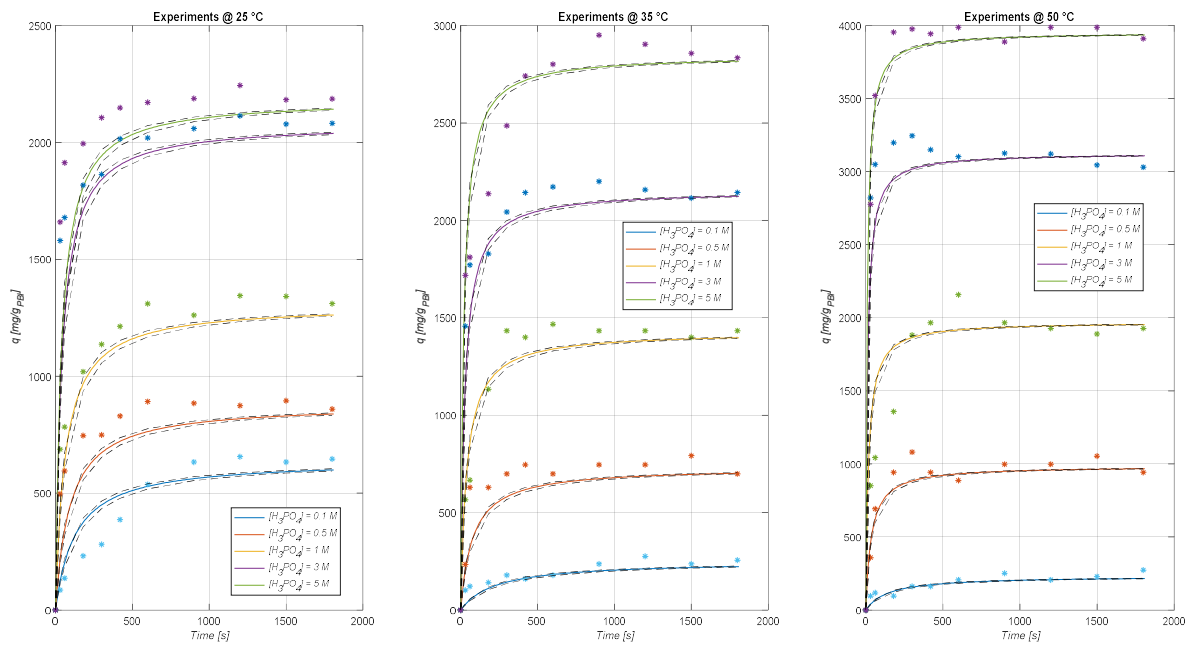 Experiments @ 25 °C
2500
2000
1500
1000
500
0
q [mg/g_PBI]
0 500 1000 1500 2000
Time [s]
[H3PO4] = 0.1 M
[H3PO4] = 0.5 M
[H3PO4] = 1 M
[H3PO4] = 3 M
[H3PO4] = 5 M
Experiments @ 35 °C
3000
2500
2000
1500
1000
500
0
q [mg/g_PBI]
0 500 1000 1500 2000
Time [s]
[H3PO4] = 0.1 M
[H3PO4] = 0.5 M
[H3PO4] = 1 M
[H3PO4] = 3 M
[H3PO4] = 5 M
Experiments @ 50 °C
4000
3500
3000
2500
2000
1500
1000
500
0
q [mg/g_PBI]
0 500 1000 1500 2000
Time [s]
[H3PO4] = 0.1 M
[H3PO4] = 0.5 M
[H3PO4] = 1 M
[H3PO4] = 3 M
[H3PO4] = 5 M